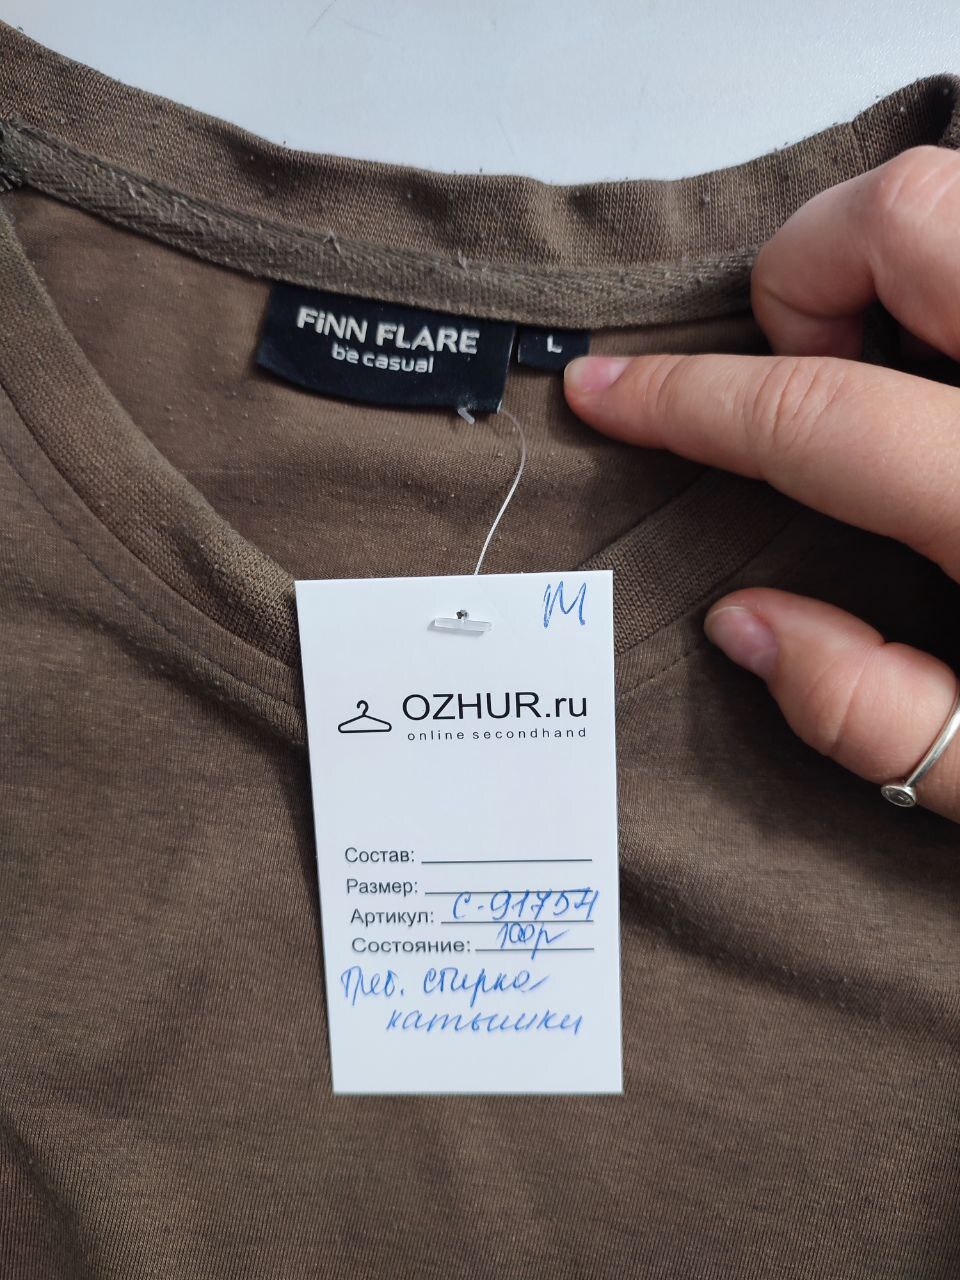 FiNN FLARE
be casual
L
M
OZHUR.ru
online secondhand
Состав:
Размер:
Артикул: С-91754
Состояние: 100р
Треб. стирка
катышки